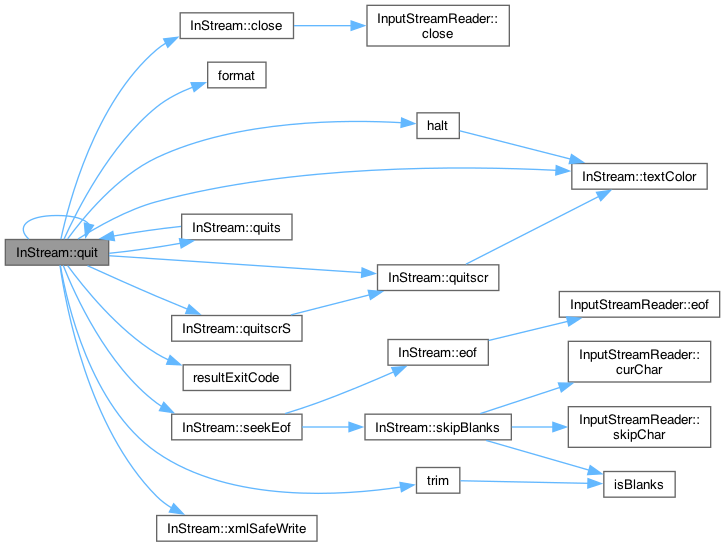 InStream::close
InputStreamReader::
close
format
halt
InStream::textColor
InStream::quits
InStream::quit
InStream::quitscr
InStream::quitscrS
InputStreamReader::eof
InStream::eof
resultExitCode
InputStreamReader::
curChar
InStream::seekEof
InStream::skipBlanks
InputStreamReader::
skipChar
trim
isBlanks
InStream::xmlSafeWrite